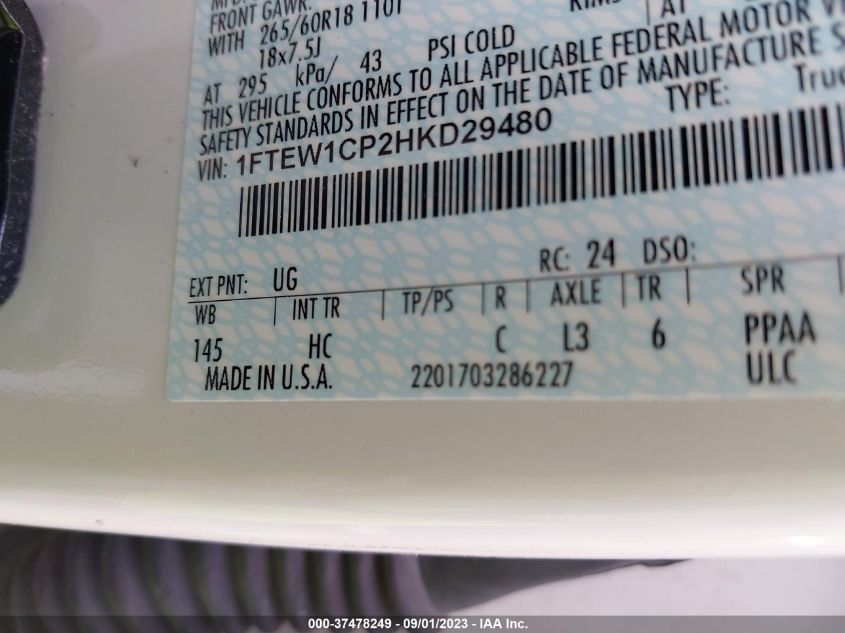 FRONT GAWR:
WITH 265/60R18 110T
18x7.5J
AT 295 kPa/ 43 PSI COLD
THIS VEHICLE CONFORMS TO ALL APPLICABLE FEDERAL MOTOR
SAFETY STANDARDS IN EFFECT ON THE DATE OF MANUFACTURE
VIN: 1FTEW1CP2HKD29480 TYPE:
RC: 24 DSO:
EXT PNT: UG
WB INT TR TP/PS R AXLE TR SPR
145 HC C L3 6 PPAA
MADE IN U.S.A. 2201703286227 ULC
000-37478249 - 09/01/2023 - © IAA Inc.